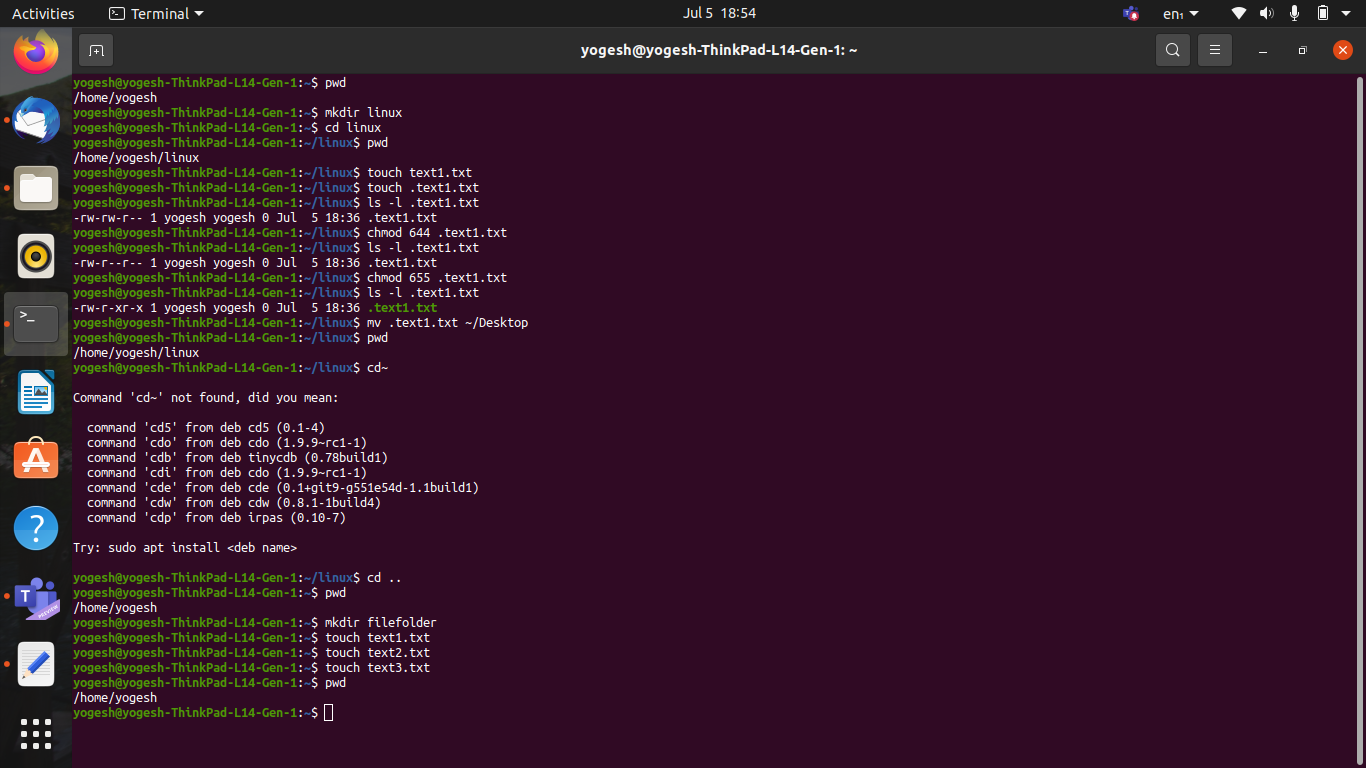 Activities Terminal Jul 5 18:54 en₁
yogesh@yogesh-ThinkPad-L14-Gen-1: ~
yogesh@yogesh-ThinkPad-L14-Gen-1:~$ pwd
/home/yogesh
yogesh@yogesh-ThinkPad-L14-Gen-1:~$ mkdir linux
yogesh@yogesh-ThinkPad-L14-Gen-1:~$ cd linux
yogesh@yogesh-ThinkPad-L14-Gen-1:~/linux$ pwd
/home/yogesh/linux
yogesh@yogesh-ThinkPad-L14-Gen-1:~/linux$ touch text1.txt
yogesh@yogesh-ThinkPad-L14-Gen-1:~/linux$ touch .text1.txt
yogesh@yogesh-ThinkPad-L14-Gen-1:~/linux$ ls -l .text1.txt
-rw-rw-r-- 1 yogesh yogesh 0 Jul  5 18:36 .text1.txt
yogesh@yogesh-ThinkPad-L14-Gen-1:~/linux$ chmod 644 .text1.txt
yogesh@yogesh-ThinkPad-L14-Gen-1:~/linux$ ls -l .text1.txt
-rw-r--r-- 1 yogesh yogesh 0 Jul  5 18:36 .text1.txt
yogesh@yogesh-ThinkPad-L14-Gen-1:~/linux$ chmod 655 .text1.txt
yogesh@yogesh-ThinkPad-L14-Gen-1:~/linux$ ls -l .text1.txt
-rw-r-xr-x 1 yogesh yogesh 0 Jul  5 18:36 .text1.txt
yogesh@yogesh-ThinkPad-L14-Gen-1:~/linux$ mv .text1.txt ~/Desktop
yogesh@yogesh-ThinkPad-L14-Gen-1:~/linux$ pwd
/home/yogesh/linux
yogesh@yogesh-ThinkPad-L14-Gen-1:~/linux$ cd~
Command 'cd~' not found, did you mean:
  command 'cd5' from deb cd5 (0.1-4)
  command 'cdo' from deb cdo (1.9.9~rc1-1)
  command 'cdb' from deb tinycdb (0.78build1)
  command 'cdi' from deb cdo (1.9.9~rc1-1)
  command 'cde' from deb cde (0.1+git9-g551e54d-1.1build1)
  command 'cdw' from deb cdw (0.8.1-1build4)
  command 'cdp' from deb irpas (0.10-7)
Try: sudo apt install <deb name>
yogesh@yogesh-ThinkPad-L14-Gen-1:~/linux$ cd ..
yogesh@yogesh-ThinkPad-L14-Gen-1:~$ pwd
/home/yogesh
yogesh@yogesh-ThinkPad-L14-Gen-1:~$ mkdir filefolder
yogesh@yogesh-ThinkPad-L14-Gen-1:~$ touch text1.txt
yogesh@yogesh-ThinkPad-L14-Gen-1:~$ touch text2.txt
yogesh@yogesh-ThinkPad-L14-Gen-1:~$ touch text3.txt
yogesh@yogesh-ThinkPad-L14-Gen-1:~$ pwd
/home/yogesh
yogesh@yogesh-ThinkPad-L14-Gen-1:~$